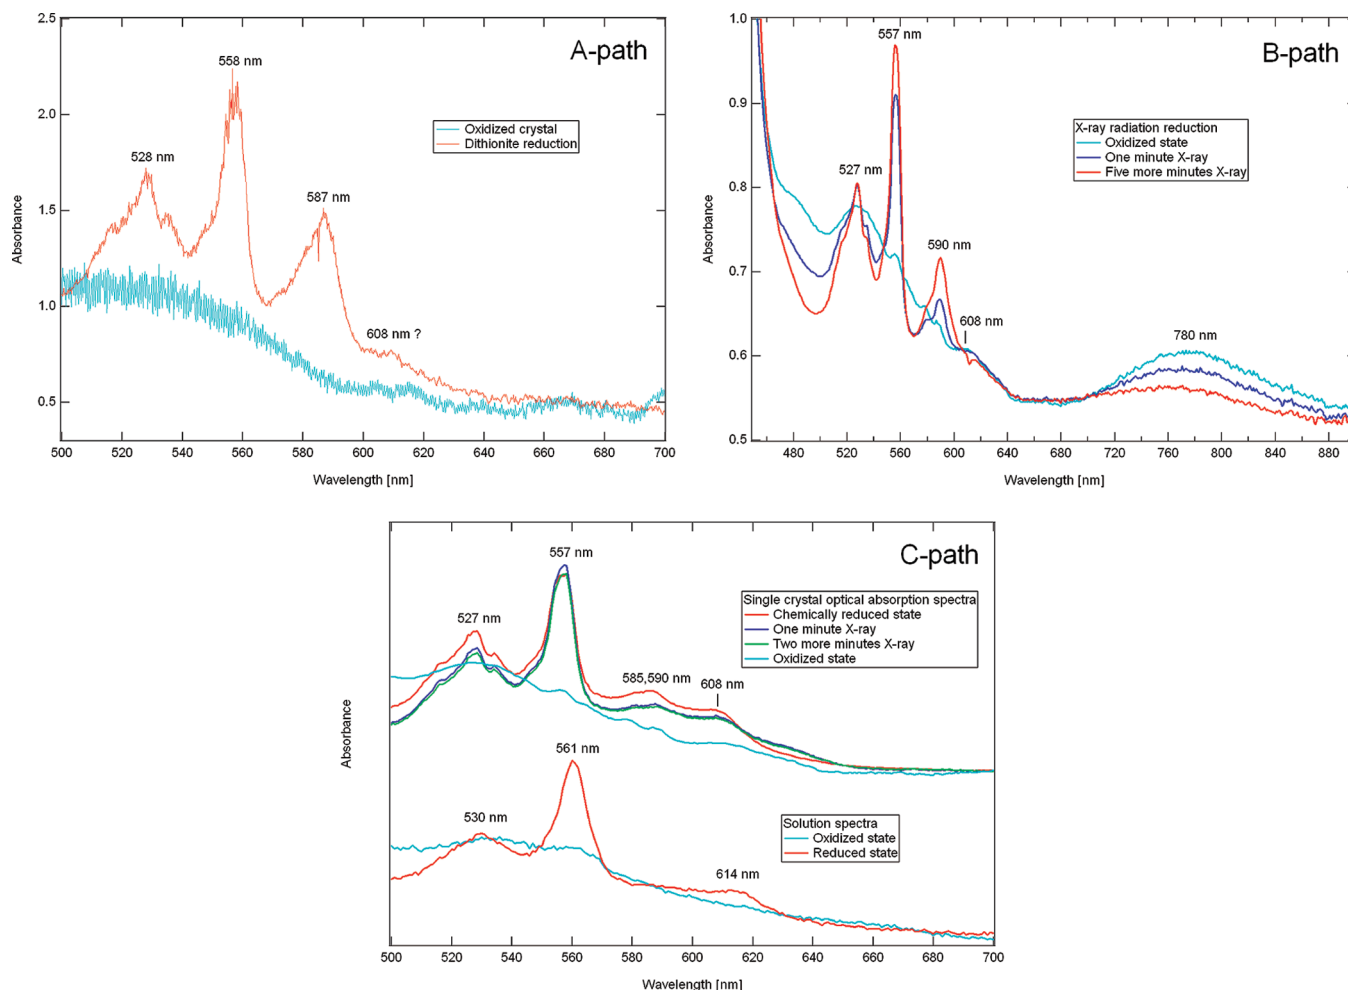 A-path
2.5
2.0
1.5
1.0
0.5
Absorbance
558 nm
528 nm
587 nm
608 nm ?
Oxidized crystal
Dithionite reduction
500 520 540 560 580 600 620 640 660 680 700
Wavelength [nm]
B-path
1.0
0.9
0.8
0.7
0.6
0.5
Absorbance
557 nm
527 nm
590 nm
608 nm
780 nm
X-ray radiation reduction
Oxidized state
One minute X-ray
Five more minutes X-ray
480 520 560 600 640 680 720 760 800 840 880
Wavelength [nm]
C-path
Absorbance
557 nm
527 nm
585,590 nm
608 nm
Single crystal optical absorption spectra
Chemically reduced state
One minute X-ray
Two more minutes X-ray
Oxidized state
561 nm
530 nm
614 nm
Solution spectra
Oxidized state
Reduced state
500 520 540 560 580 600 620 640 660 680 700
Wavelength [nm]